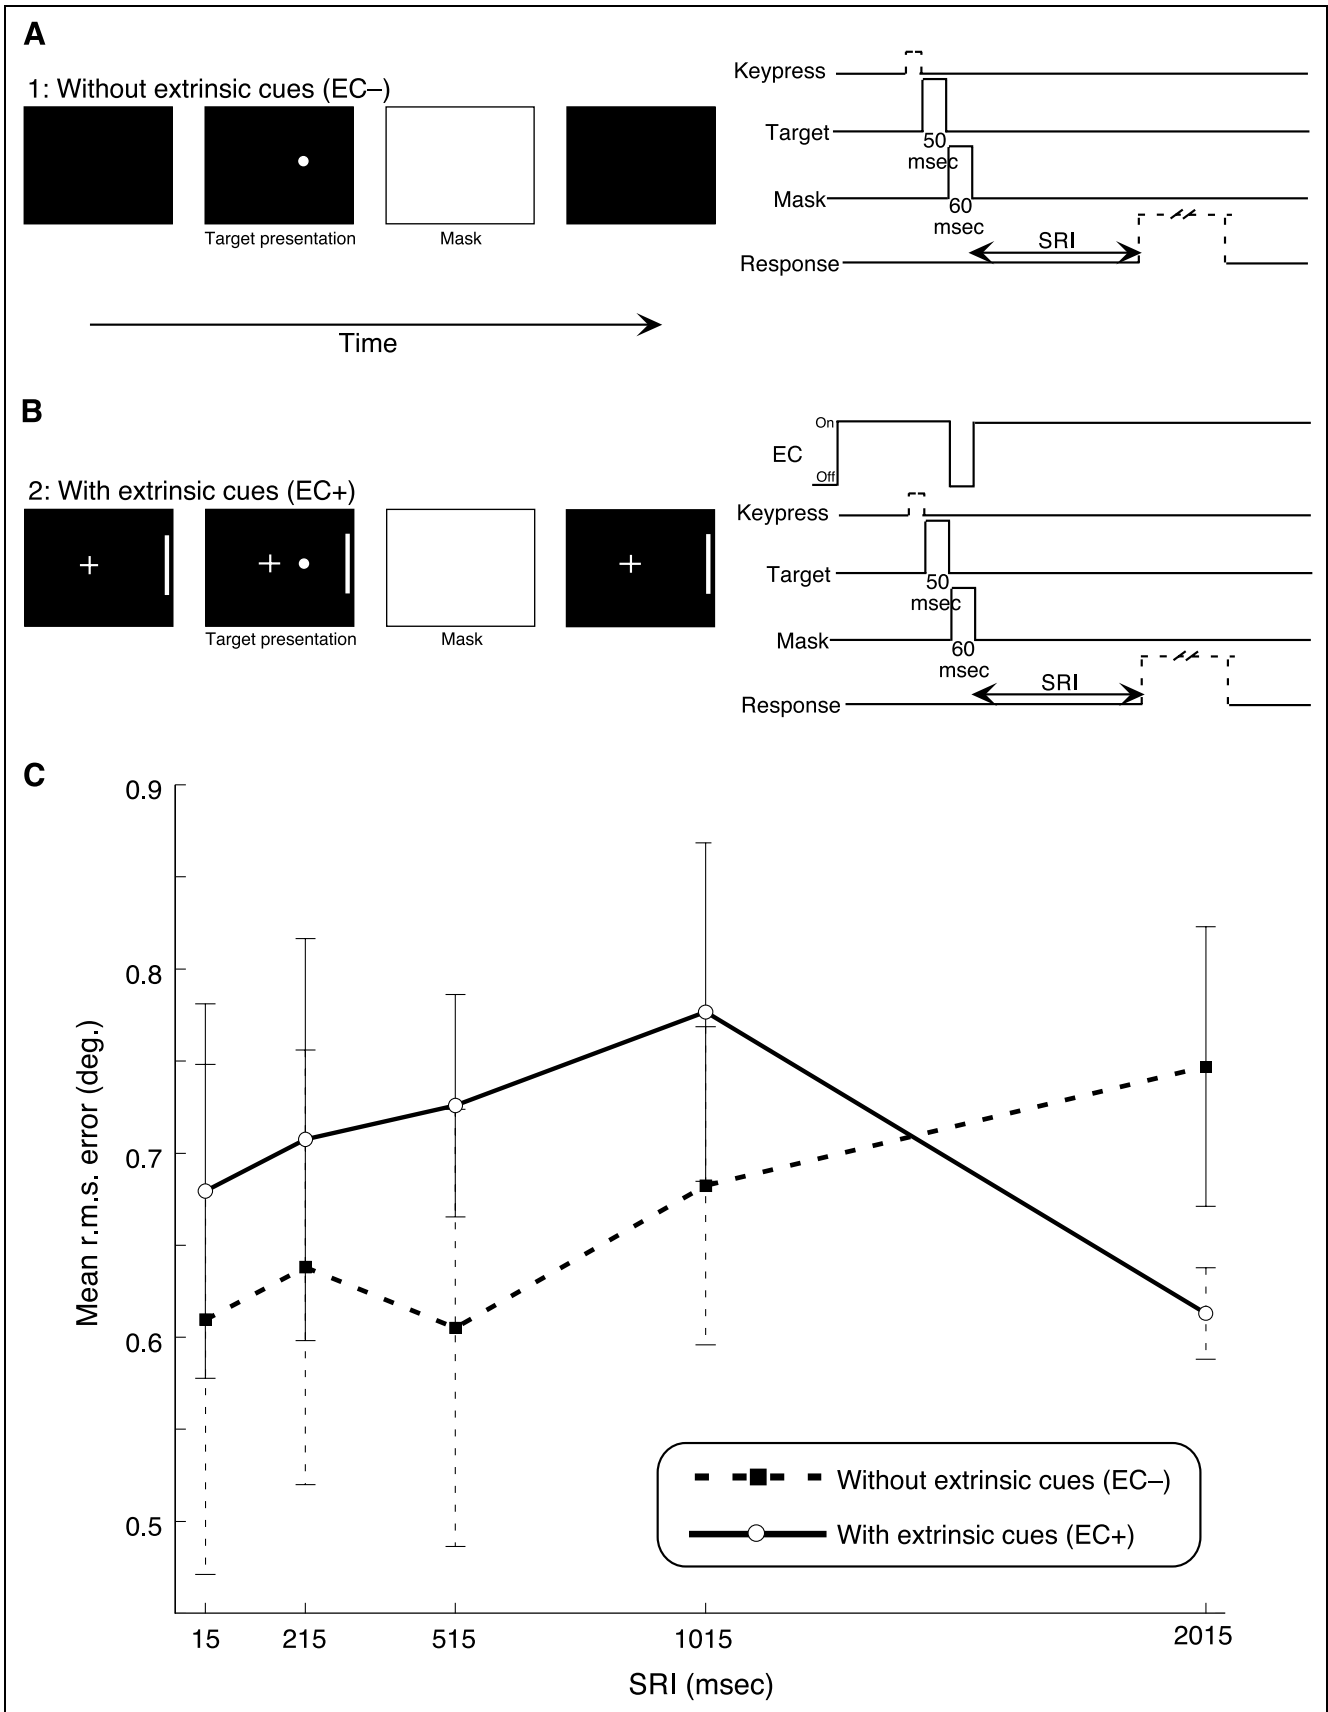 A
1: Without extrinsic cues (EC–)
Target presentation
Mask
Time
Keypress
Target
50
msec
Mask
60
msec
SRI
Response
B
2: With extrinsic cues (EC+)
Target presentation
Mask
On
EC
Off
Keypress
Target
50
msec
Mask
60
msec
SRI
Response
C
0.9
0.8
0.7
0.6
0.5
Mean r.m.s. error (deg.)
Without extrinsic cues (EC–)
With extrinsic cues (EC+)
15 215 515 1015 2015
SRI (msec)